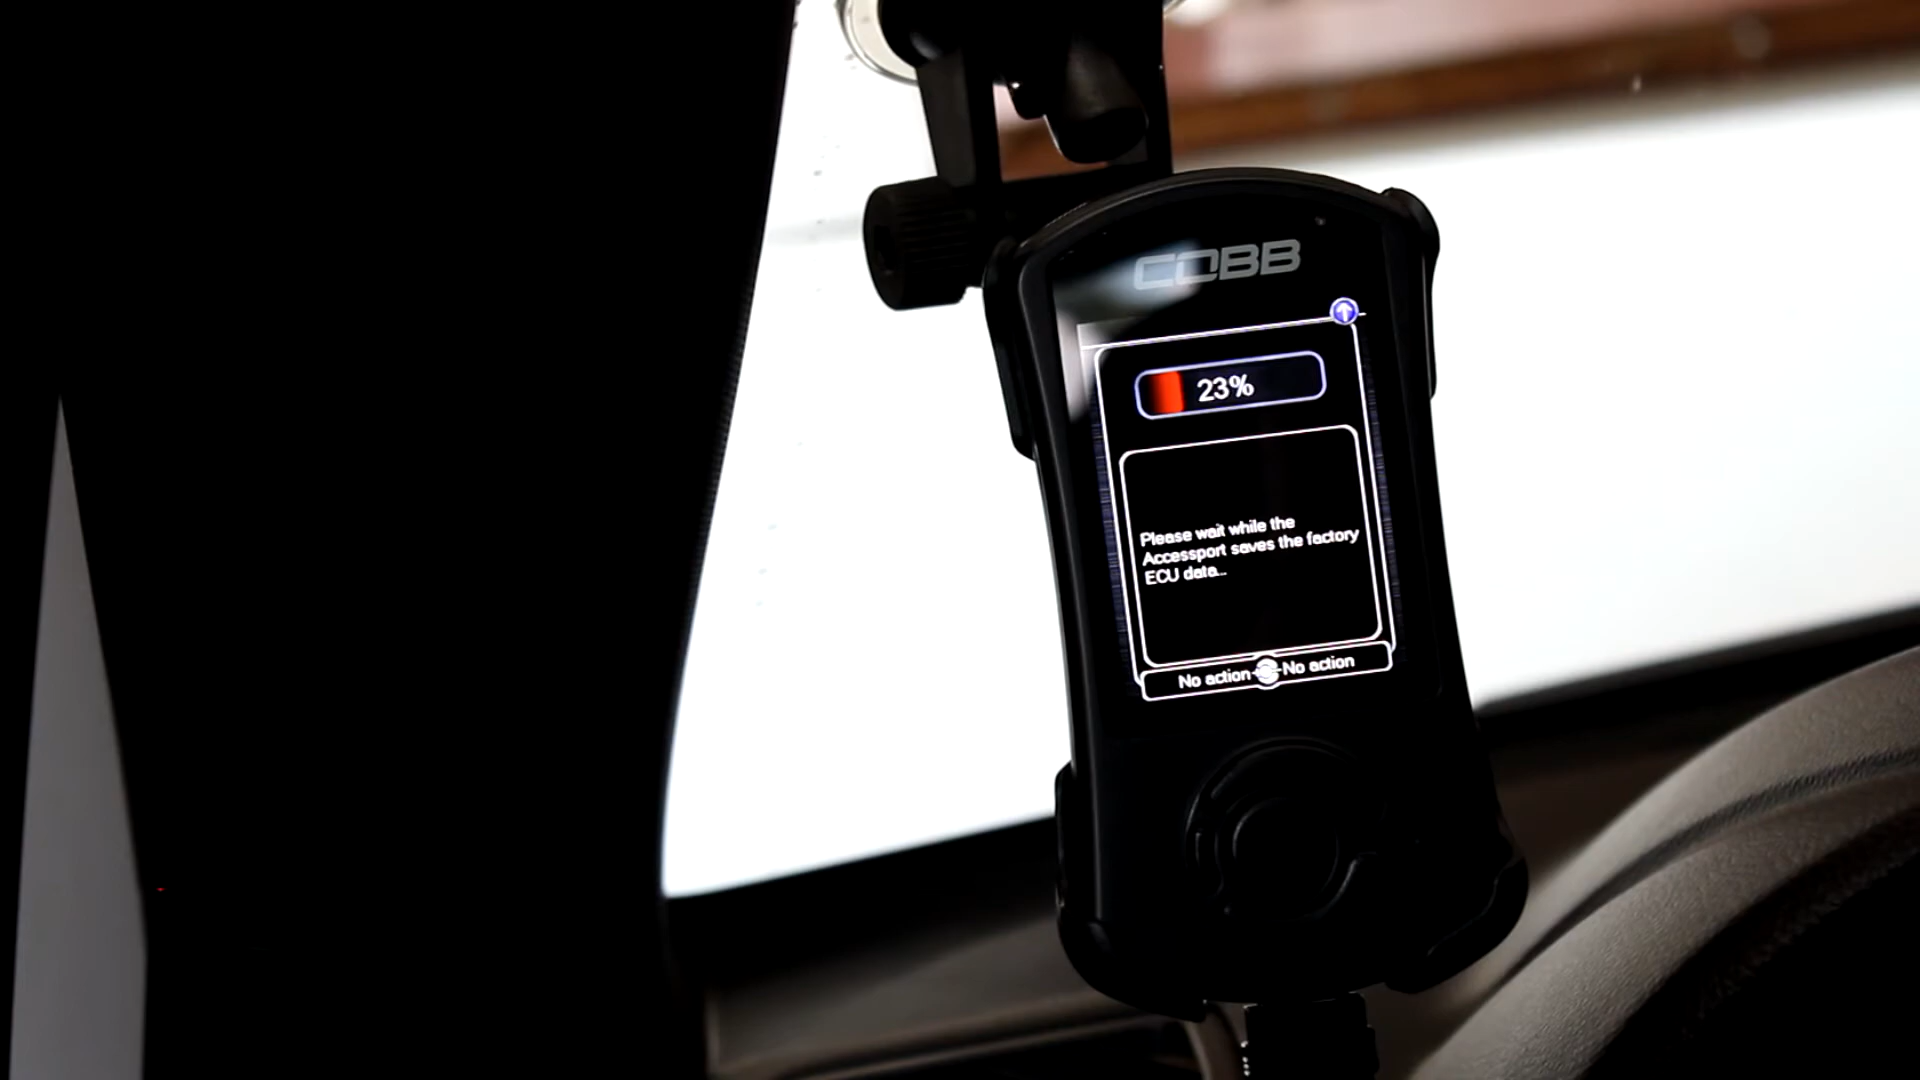 COBB
23%
Please wait while the
Accessport saves the factory
ECU data...
No action No action